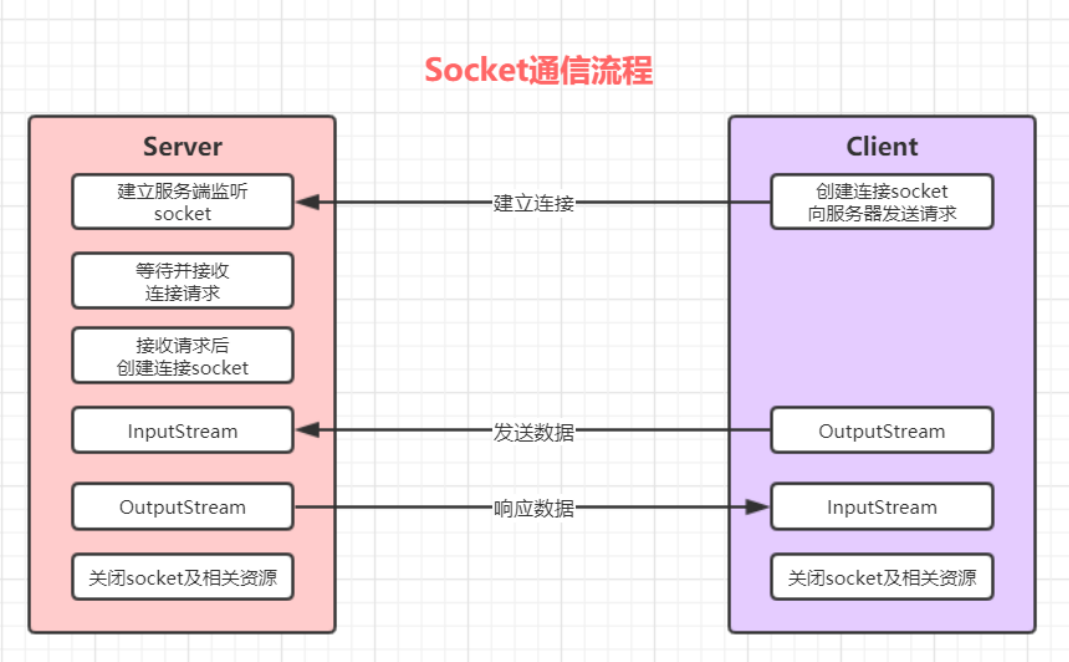 Socket通信流程
Server
建立服务端监听
socket
等待并接收
连接请求
接收请求后
创建连接socket
InputStream
OutputStream
关闭socket及相关资源
建立连接
发送数据
响应数据
Client
创建连接socket
向服务器发送请求
OutputStream
InputStream
关闭socket及相关资源